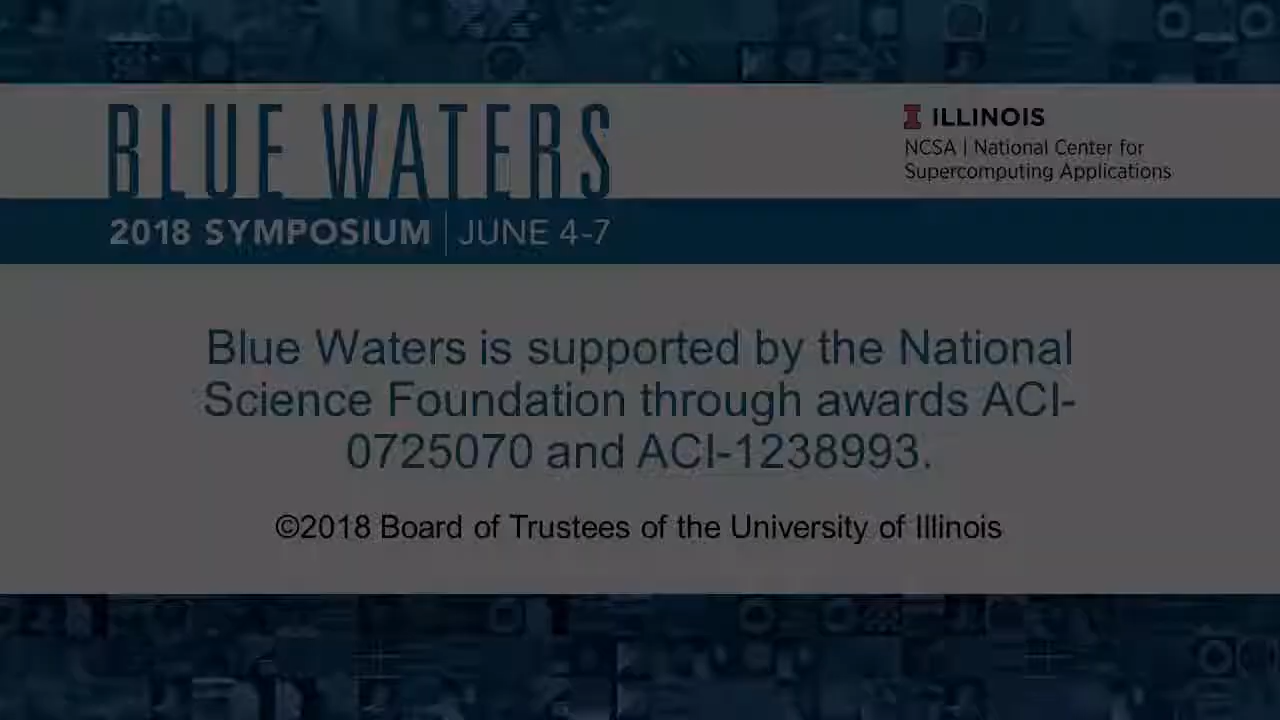 BLUE WATERS
2018 SYMPOSIUM | JUNE 4-7
I ILLINOIS
NCSA | National Center for
Supercomputing Applications
Blue Waters is supported by the National
Science Foundation through awards ACI-
0725070 and ACI-1238993.
©2018 Board of Trustees of the University of Illinois